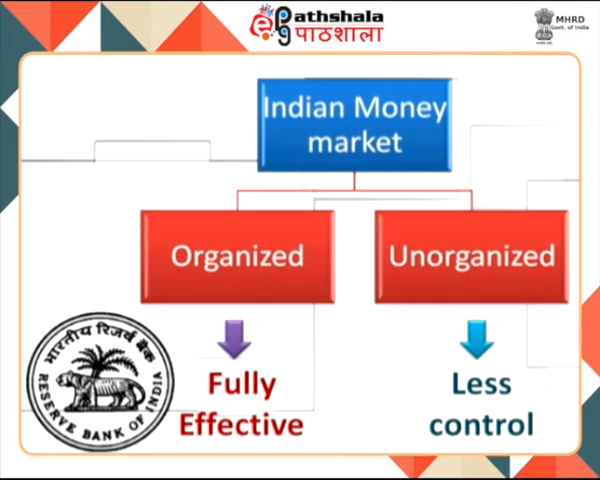 ePgPathshala
पाठशाला
MHRD
Govt. of India
Indian Money
market
Organized
Unorganized
भारतीय रिज़र्व बैंक
RESERVE BANK OF INDIA
Fully
Effective
Less
control